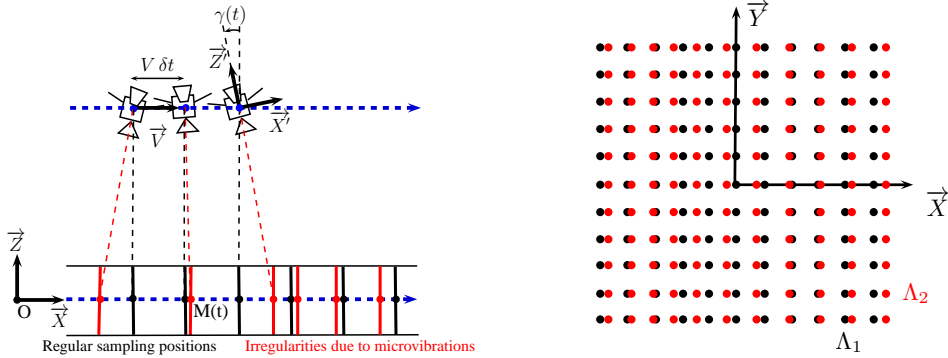 γ(t)
V δt
Z'
X'
V
Z
O
X
M(t)
Regular sampling positions
Irregularities due to microvibrations
Y
X
Λ₂
Λ₁